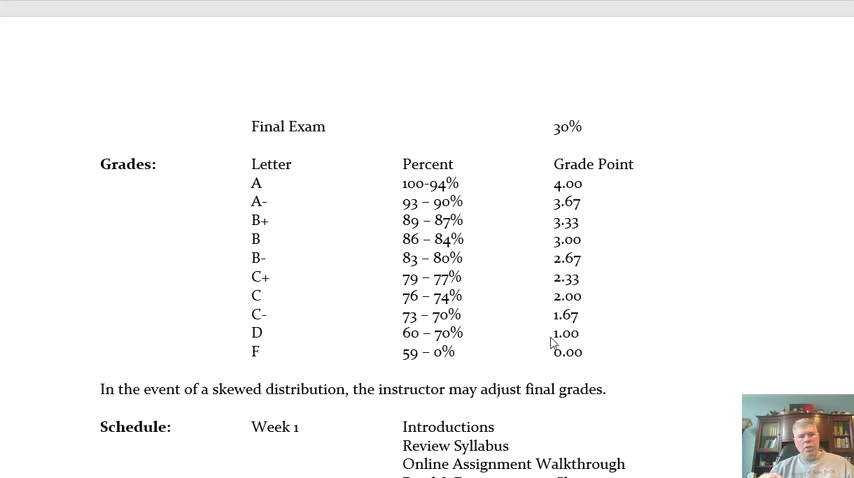 Final Exam 30%
Grades: Letter Percent Grade Point
A 100-94% 4.00
A- 93 – 90% 3.67
B+ 89 – 87% 3.33
B 86 – 84% 3.00
B- 83 – 80% 2.67
C+ 79 – 77% 2.33
C 76 – 74% 2.00
C- 73 – 70% 1.67
D 60 – 70% 1.00
F 59 – 0% 0.00
In the event of a skewed distribution, the instructor may adjust final grades.
Schedule: Week 1 Introductions
Review Syllabus
Online Assignment Walkthrough